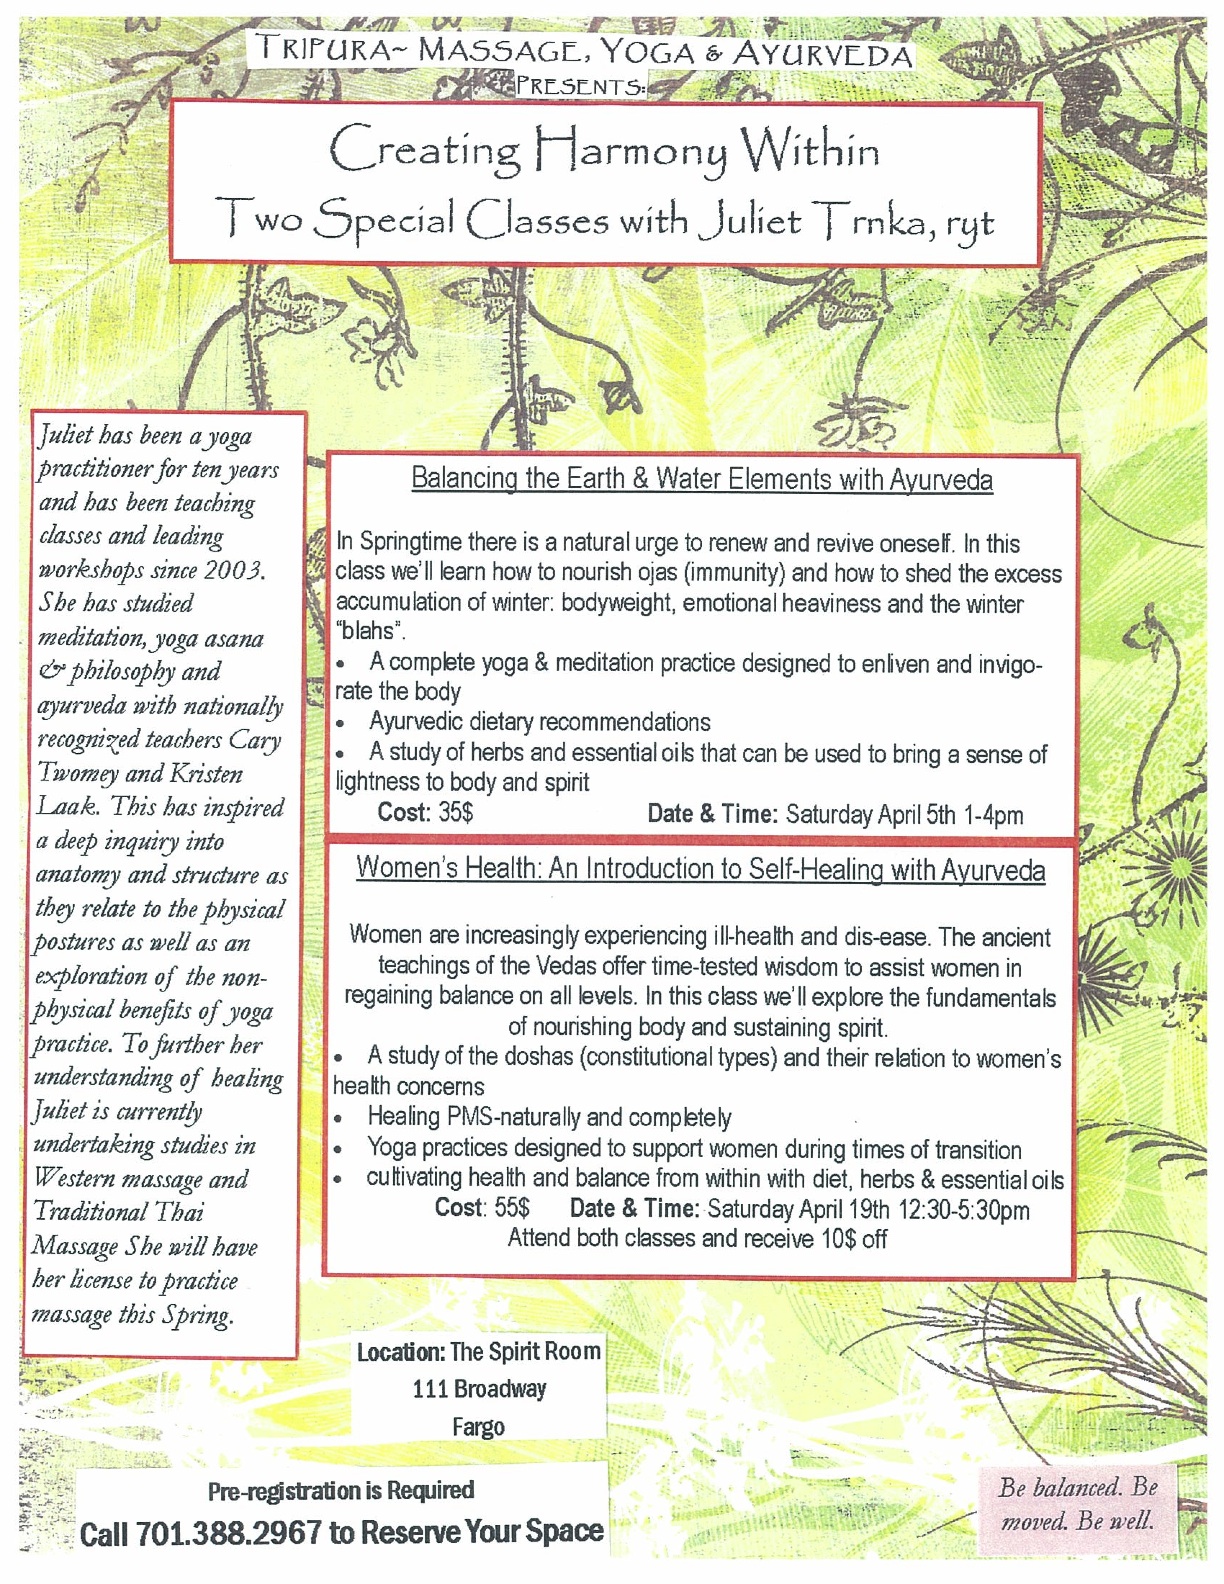 TRIPURA~ MASSAGE, YOGA & AYURVEDA
PRESENTS:
Creating Harmony Within
Two Special Classes with Juliet Trnka, ryt
Juliet has been a yoga
practitioner for ten years
and has been teaching
classes and leading
workshops since 2003.
She has studied
meditation, yoga asana
& philosophy and
ayurveda with nationally
recognized teachers Cary
Twomey and Kristen
Laak. This has inspired
a deep inquiry into
anatomy and structure as
they relate to the physical
postures as well as an
exploration of the non-
physical benefits of yoga
practice. To further her
understanding of healing
Juliet is currently
undertaking studies in
Western massage and
Traditional Thai
Massage She will have
her license to practice
massage this Spring.
Balancing the Earth & Water Elements with Ayurveda
In Springtime there is a natural urge to renew and revive oneself. In this
class we'll learn how to nourish ojas (immunity) and how to shed the excess
accumulation of winter: bodyweight, emotional heaviness and the winter
"blahs".
• A complete yoga & meditation practice designed to enliven and invigo-
rate the body
• Ayurvedic dietary recommendations
• A study of herbs and essential oils that can be used to bring a sense of
lightness to body and spirit
Cost: 35$ Date & Time: Saturday April 5th 1-4pm
Women's Health: An Introduction to Self-Healing with Ayurveda
Women are increasingly experiencing ill-health and dis-ease. The ancient
teachings of the Vedas offer time-tested wisdom to assist women in
regaining balance on all levels. In this class we'll explore the fundamentals
of nourishing body and sustaining spirit.
• A study of the doshas (constitutional types) and their relation to women's
health concerns
• Healing PMS-naturally and completely
• Yoga practices designed to support women during times of transition
• cultivating health and balance from within with diet, herbs & essential oils
Cost: 55$ Date & Time: Saturday April 19th 12:30-5:30pm
Attend both classes and receive 10$ off
Location: The Spirit Room
111 Broadway
Fargo
Pre-registration is Required
Call 701.388.2967 to Reserve Your Space
Be balanced. Be
moved. Be well.